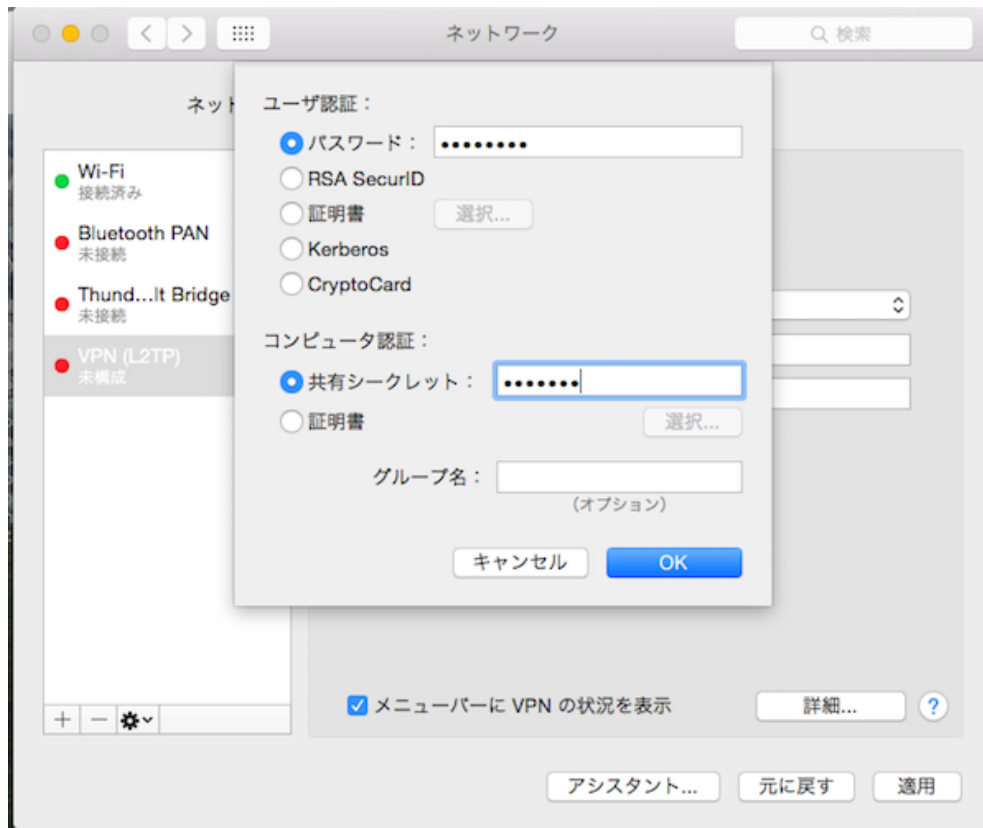 ネットワーク
検索
ネット
ユーザ認証：
パスワード： ••••••••
RSA SecurID
証明書 選択...
Kerberos
CryptoCard
コンピュータ認証：
共有シークレット： •••••••
証明書 選択...
グループ名：
（オプション）
キャンセル OK
Wi-Fi
接続済み
Bluetooth PAN
未接続
Thund…lt Bridge
未接続
VPN (L2TP)
未構成
メニューバーに VPN の状況を表示 詳細... ?
アシスタント... 元に戻す 適用